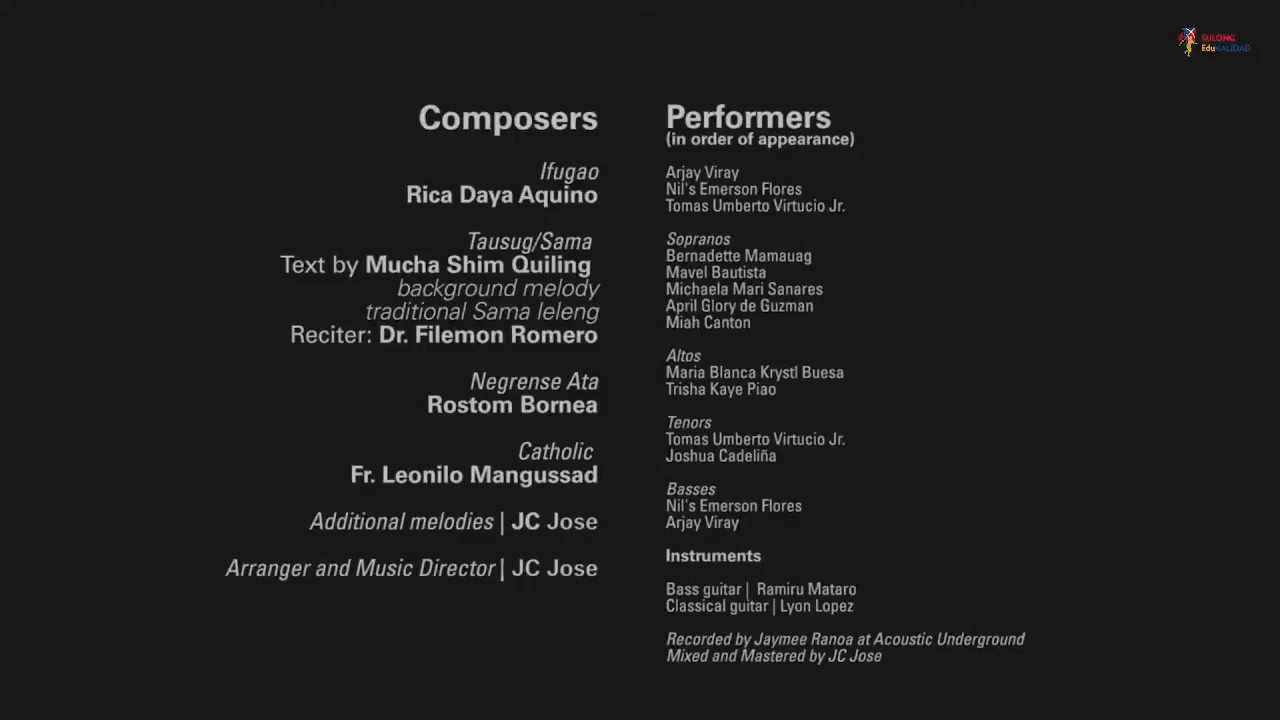 SULONG
EduKALIDAD
Composers
Ifugao
Rica Daya Aquino
Tausug/Sama
Text by Mucha Shim Quiling
background melody
traditional Sama leleng
Reciter: Dr. Filemon Romero
Negrense Ata
Rostom Bornea
Catholic
Fr. Leonilo Mangussad
Additional melodies | JC Jose
Arranger and Music Director | JC Jose
Performers
(in order of appearance)
Arjay Viray
Nil's Emerson Flores
Tomas Umberto Virtucio Jr.
Sopranos
Bernadette Mamauag
Mavel Bautista
Michaela Mari Sanares
April Glory de Guzman
Miah Canton
Altos
Maria Blanca Krystl Buesa
Trisha Kaye Piao
Tenors
Tomas Umberto Virtucio Jr.
Joshua Cadeliña
Basses
Nil's Emerson Flores
Arjay Viray
Instruments
Bass guitar | Ramiru Mataro
Classical guitar | Lyon Lopez
Recorded by Jaymee Ranoa at Acoustic Underground
Mixed and Mastered by JC Jose